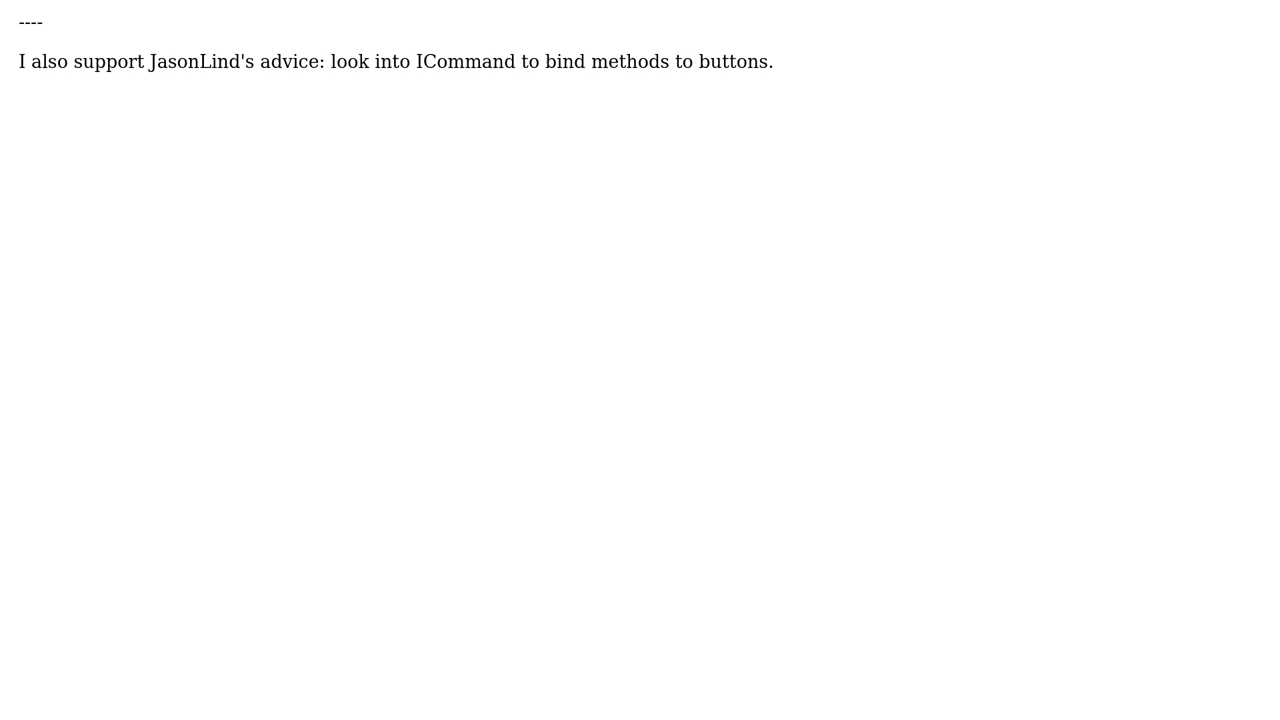 ----
I also support JasonLind's advice: look into ICommand to bind methods to buttons.